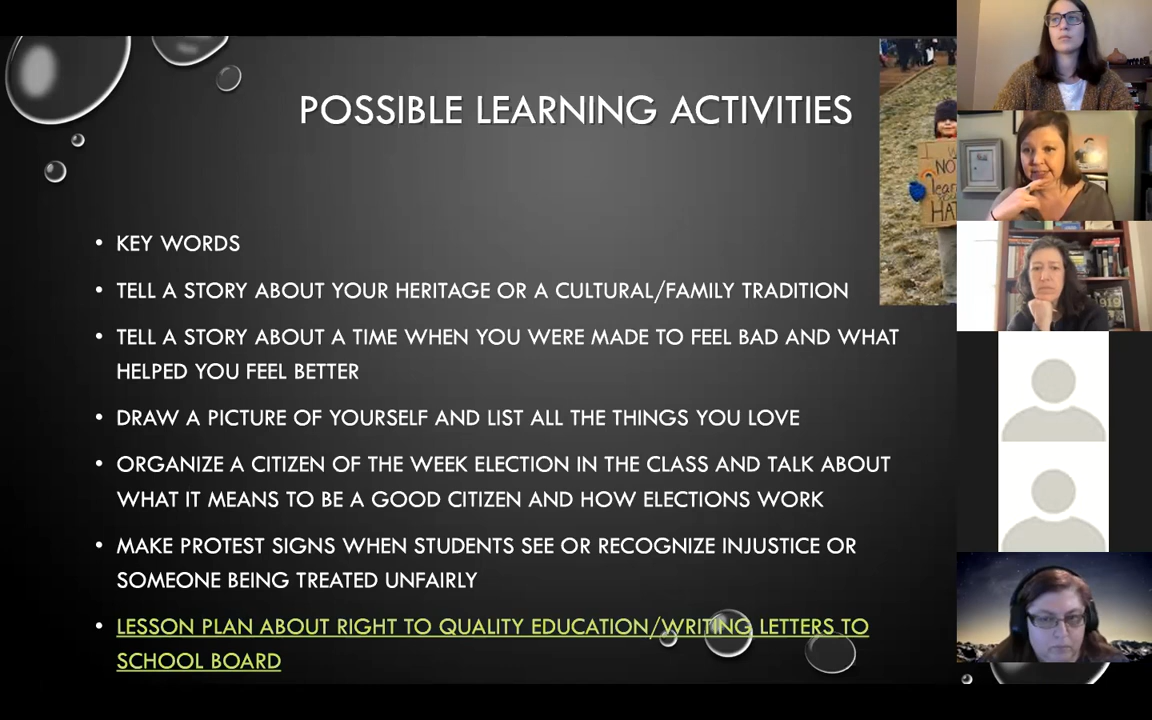 POSSIBLE LEARNING ACTIVITIES
• KEY WORDS
• TELL A STORY ABOUT YOUR HERITAGE OR A CULTURAL/FAMILY TRADITION
• TELL A STORY ABOUT A TIME WHEN YOU WERE MADE TO FEEL BAD AND WHAT
HELPED YOU FEEL BETTER
• DRAW A PICTURE OF YOURSELF AND LIST ALL THE THINGS YOU LOVE
• ORGANIZE A CITIZEN OF THE WEEK ELECTION IN THE CLASS AND TALK ABOUT
WHAT IT MEANS TO BE A GOOD CITIZEN AND HOW ELECTIONS WORK
• MAKE PROTEST SIGNS WHEN STUDENTS SEE OR RECOGNIZE INJUSTICE OR
SOMEONE BEING TREATED UNFAIRLY
• LESSON PLAN ABOUT RIGHT TO QUALITY EDUCATION/WRITING LETTERS TO
SCHOOL BOARD